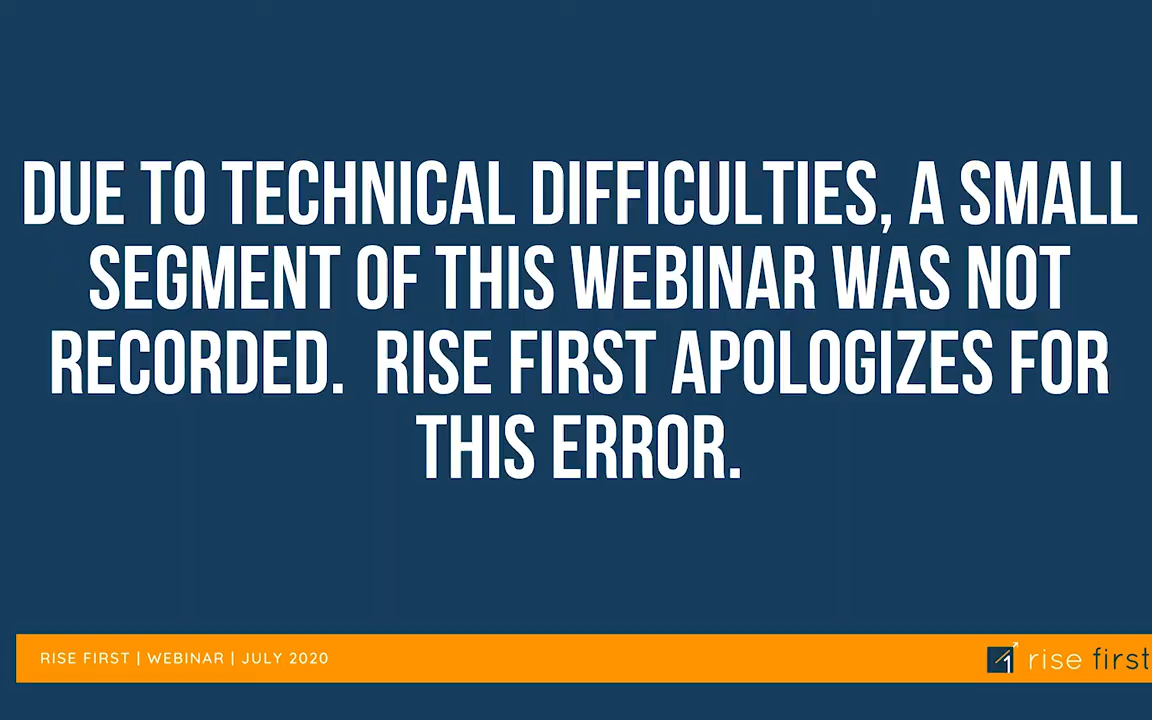 DUE TO TECHNICAL DIFFICULTIES, A SMALL
SEGMENT OF THIS WEBINAR WAS NOT
RECORDED.  RISE FIRST APOLOGIZES FOR
THIS ERROR.
RISE FIRST | WEBINAR | JULY 2020
1 rise first